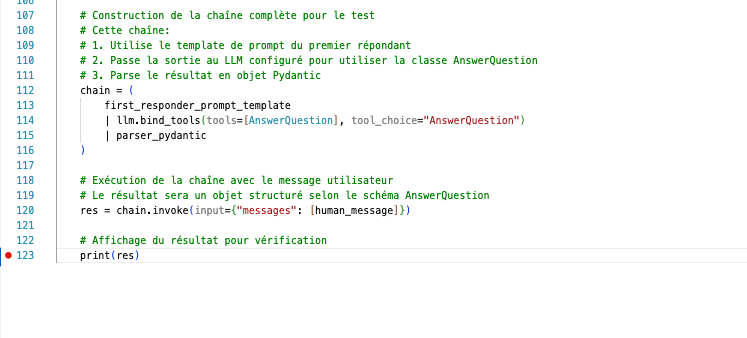 107 # Construction de la chaîne complète pour le test
108 # Cette chaîne:
109 # 1. Utilise le template de prompt du premier répondant
110 # 2. Passe la sortie au LLM configuré pour utiliser la classe AnswerQuestion
111 # 3. Parse le résultat en objet Pydantic
112 chain = (
113 first_responder_prompt_template
114 | llm.bind_tools(tools=[AnswerQuestion], tool_choice="AnswerQuestion")
115 | parser_pydantic
116 )
117
118 # Exécution de la chaîne avec le message utilisateur
119 # Le résultat sera un objet structuré selon le schéma AnswerQuestion
120 res = chain.invoke(input={"messages": [human_message]})
121
122 # Affichage du résultat pour vérification
123 print(res)